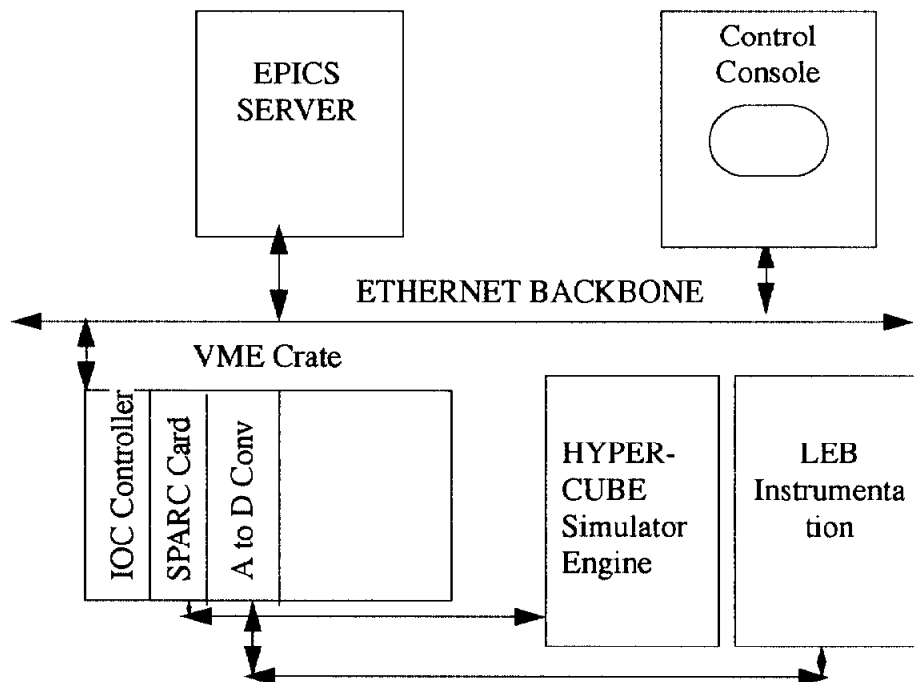 EPICS
SERVER
Control
Console
ETHERNET BACKBONE
VME Crate
IOC Controller
SPARC Card
A to D Conv
HYPER-
CUBE
Simulator
Engine
LEB
Instrumenta
tion